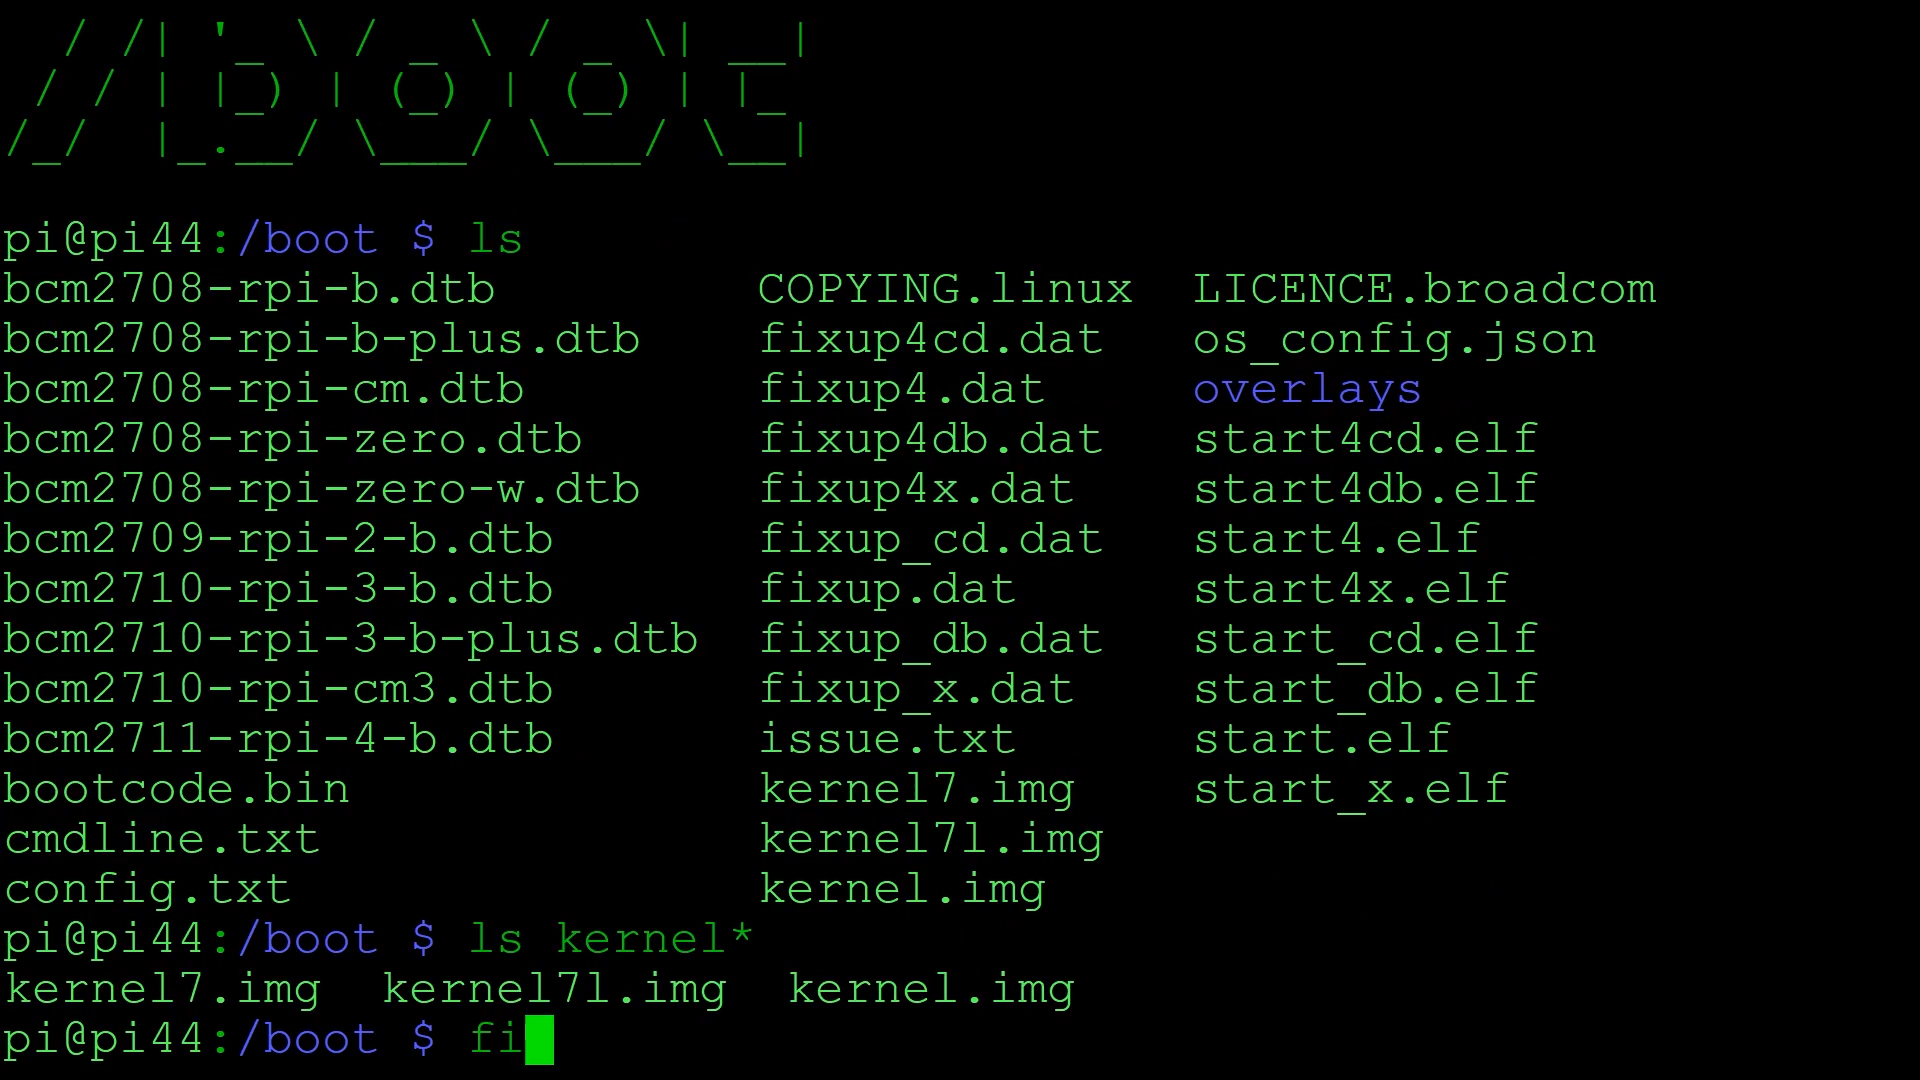 / /| '_ \ / _ \ / _ \| __|
 / / | |_) | (_) | (_) | |_
/_/  |_.__/ \___/ \___/ \__|
pi@pi44:/boot $ ls
bcm2708-rpi-b.dtb         COPYING.linux  LICENCE.broadcom
bcm2708-rpi-b-plus.dtb    fixup4cd.dat   os_config.json
bcm2708-rpi-cm.dtb        fixup4.dat     overlays
bcm2708-rpi-zero.dtb      fixup4db.dat   start4cd.elf
bcm2708-rpi-zero-w.dtb    fixup4x.dat    start4db.elf
bcm2709-rpi-2-b.dtb       fixup_cd.dat   start4.elf
bcm2710-rpi-3-b.dtb       fixup.dat      start4x.elf
bcm2710-rpi-3-b-plus.dtb  fixup_db.dat   start_cd.elf
bcm2710-rpi-cm3.dtb       fixup_x.dat    start_db.elf
bcm2711-rpi-4-b.dtb       issue.txt      start.elf
bootcode.bin              kernel7.img    start_x.elf
cmdline.txt               kernel7l.img
config.txt                kernel.img
pi@pi44:/boot $ ls kernel*
kernel7.img  kernel7l.img  kernel.img
pi@pi44:/boot $ fi